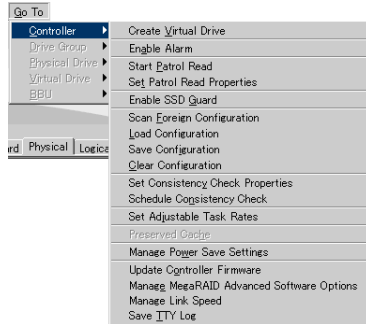 Go To
Controller
Drive Group
Physical Drive
Virtual Drive
BBU
rd Physical Logica
Create Virtual Drive
Enable Alarm
Start Patrol Read
Set Patrol Read Properties
Enable SSD Guard
Scan Foreign Configuration
Load Configuration
Save Configuration
Clear Configuration
Set Consistency Check Properties
Schedule Consistency Check
Set Adjustable Task Rates
Preserved Cache
Manage Power Save Settings
Update Controller Firmware
Manage MegaRAID Advanced Software Options
Manage Link Speed
Save TTY Log